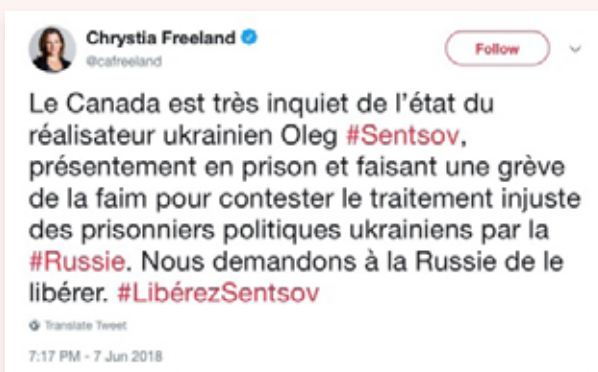 Chrystia Freeland
@cafreeland
Follow
Le Canada est très inquiet de l'état du
réalisateur ukrainien Oleg #Sentsov,
présentement en prison et faisant une grève
de la faim pour contester le traitement injuste
des prisonniers politiques ukrainiens par la
#Russie. Nous demandons à la Russie de le
libérer. #LibérezSentsov
Translate Tweet
7:17 PM - 7 Jun 2018